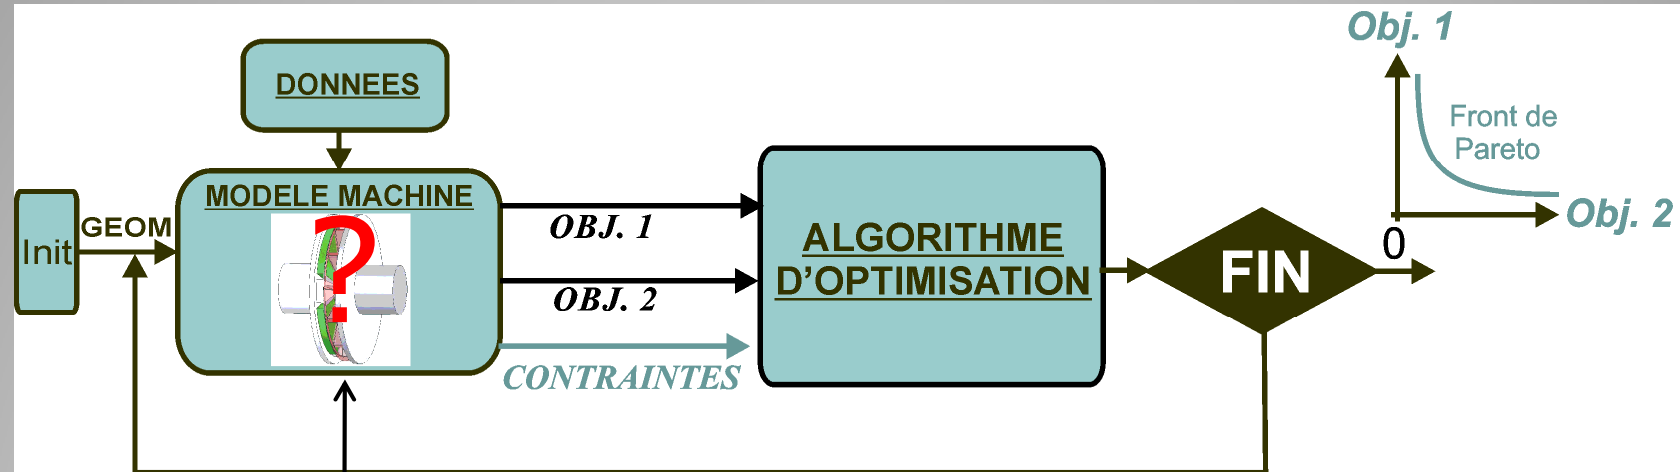 Obj. 1
DONNEES
Front de
Pareto
MODELE MACHINE
Init
GEOM
?
OBJ. 1
OBJ. 2
CONTRAINTES
ALGORITHME
D'OPTIMISATION
FIN
Obj. 2
0